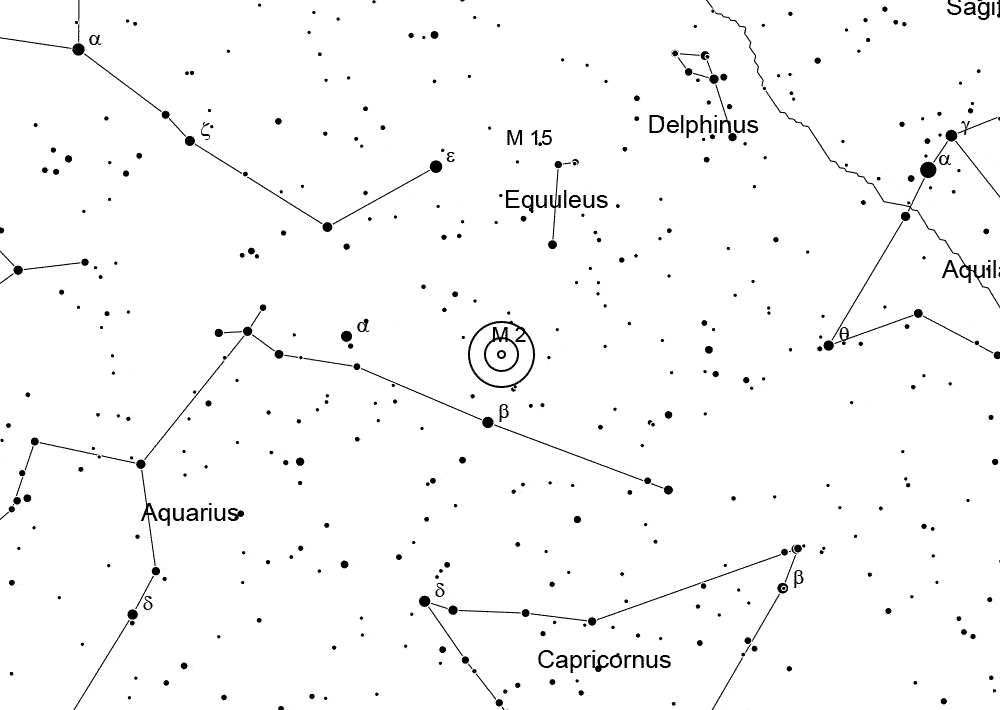 Sagi
α
Delphinus
γ
ζ
M 15
ε
α
Equuleus
Aquila
α
M 2
θ
β
Aquarius
β
δ
δ
Capricornus